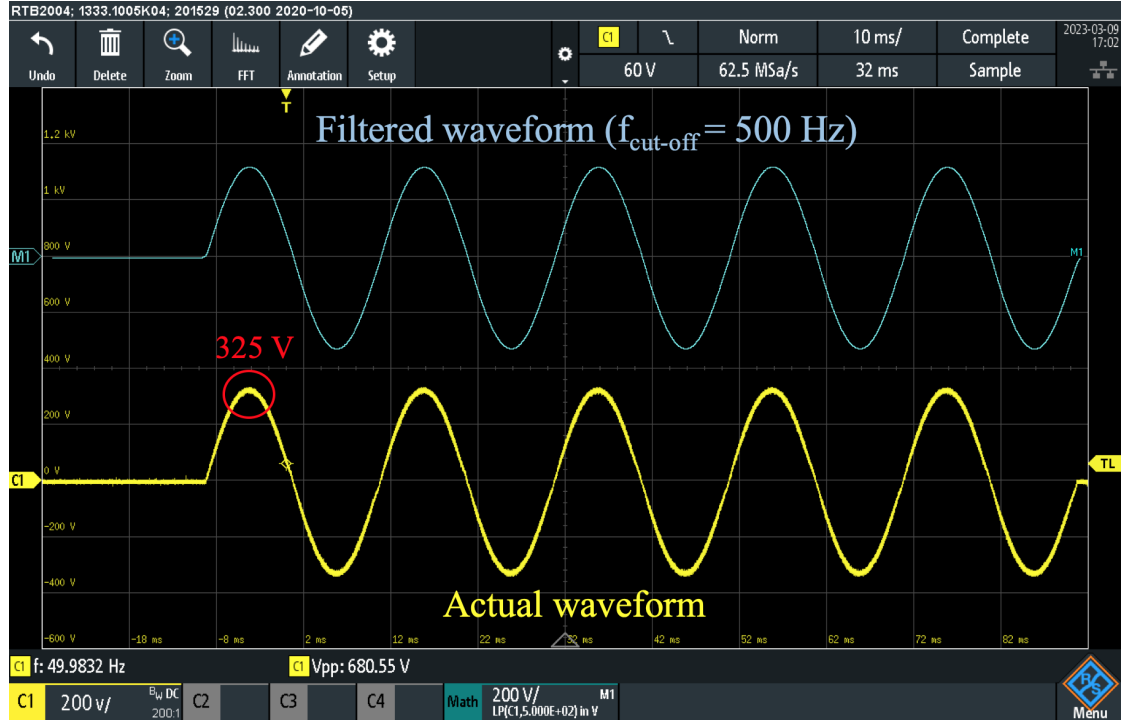 RTB2004; 1333.1005K04; 201529 (02.300 2020-10-05)
Undo
Delete
Zoom
FFT
Annotation
Setup
C1
Norm
10 ms/
Complete
60 V
62.5 MSa/s
32 ms
Sample
2023-03-09
17:02
T
Filtered waveform (fcut-off = 500 Hz)
1.2 kV
1 kV
800 V
600 V
400 V
200 V
0 V
-200 V
-400 V
-600 V
M1
M1
325 V
C1
TL
Actual waveform
-18 ms
-8 ms
2 ms
12 ms
22 ms
32 ms
42 ms
52 ms
62 ms
72 ms
82 ms
C1 f: 49.9832 Hz
C1 Vpp: 680.55 V
C1
200 v/
BW DC
200:1
C2
C3
C4
Math
200 V/
M1
LP(C1,5.000E+02) in V
R&S
Menu